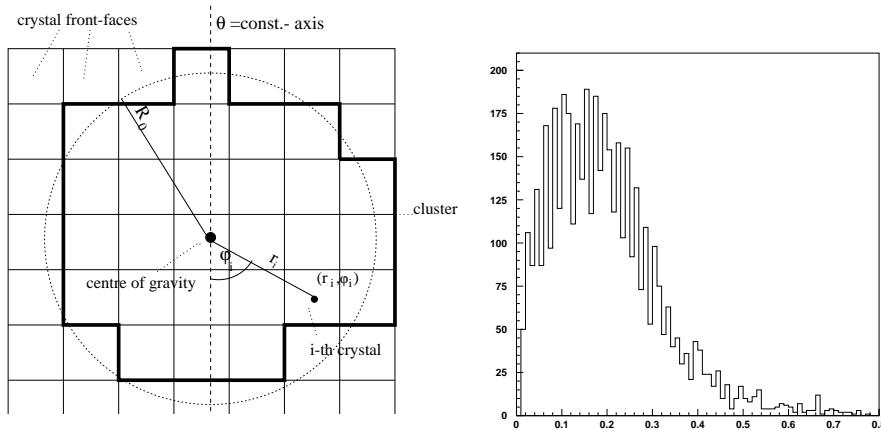 crystal front-faces
θ =const.- axis
R₀
cluster
φᵢ
rᵢ
centre of gravity
(r ᵢ ,φᵢ)
i-th crystal
200
175
150
125
100
75
50
25
0
0 0.1 0.2 0.3 0.4 0.5 0.6 0.7 0.8